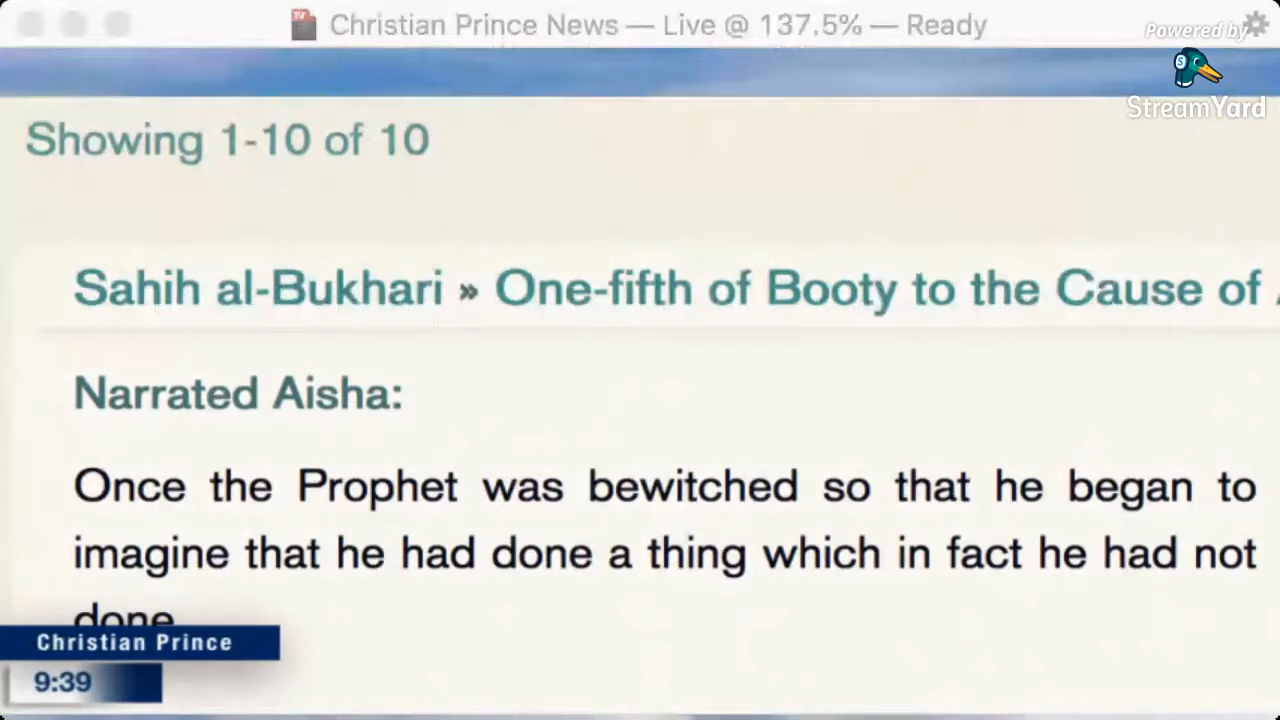 Christian Prince News — Live @ 137.5% — Ready
Powered by
StreamYard
Showing 1-10 of 10
Sahih al-Bukhari » One-fifth of Booty to the Cause of
Narrated Aisha:
Once the Prophet was bewitched so that he began to
imagine that he had done a thing which in fact he had not
done
Christian Prince
9:39